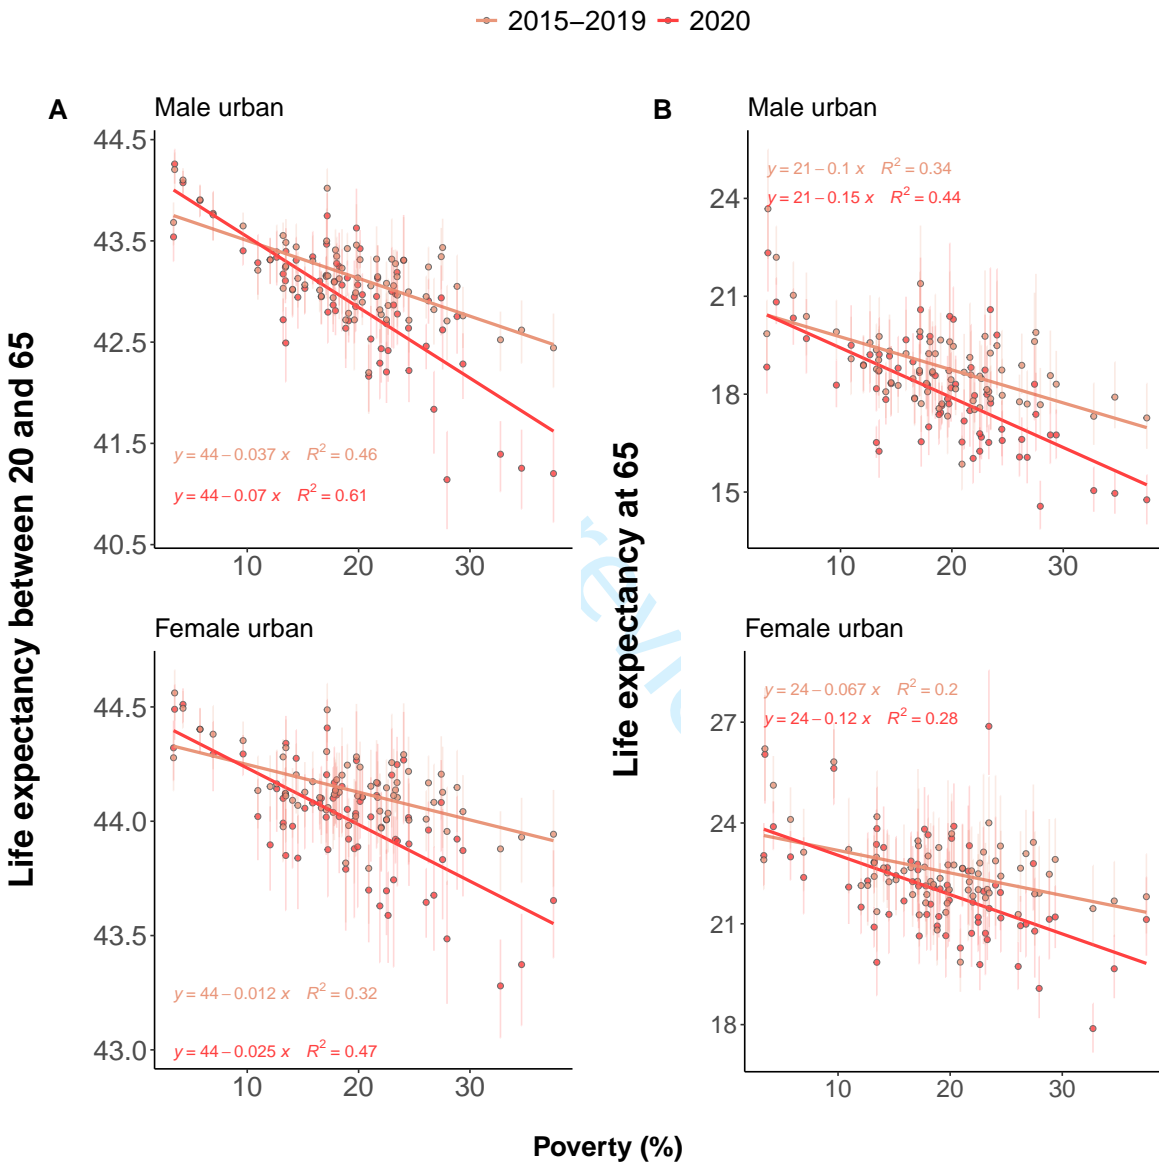 2015–2019 2020
A
Male urban
44.5
43.5
42.5
41.5
40.5
10 20 30
y = 44 – 0.037 x R² = 0.46
y = 44 – 0.07 x R² = 0.61
B
Male urban
24
21
18
15
10 20 30
y = 21 – 0.1 x R² = 0.34
y = 21 – 0.15 x R² = 0.44
Life expectancy between 20 and 65
Life expectancy at 65
Female urban
44.5
44.0
43.5
43.0
10 20 30
y = 44 – 0.012 x R² = 0.32
y = 44 – 0.025 x R² = 0.47
Female urban
27
24
21
18
10 20 30
y = 24 – 0.067 x R² = 0.2
y = 24 – 0.12 x R² = 0.28
Poverty (%)